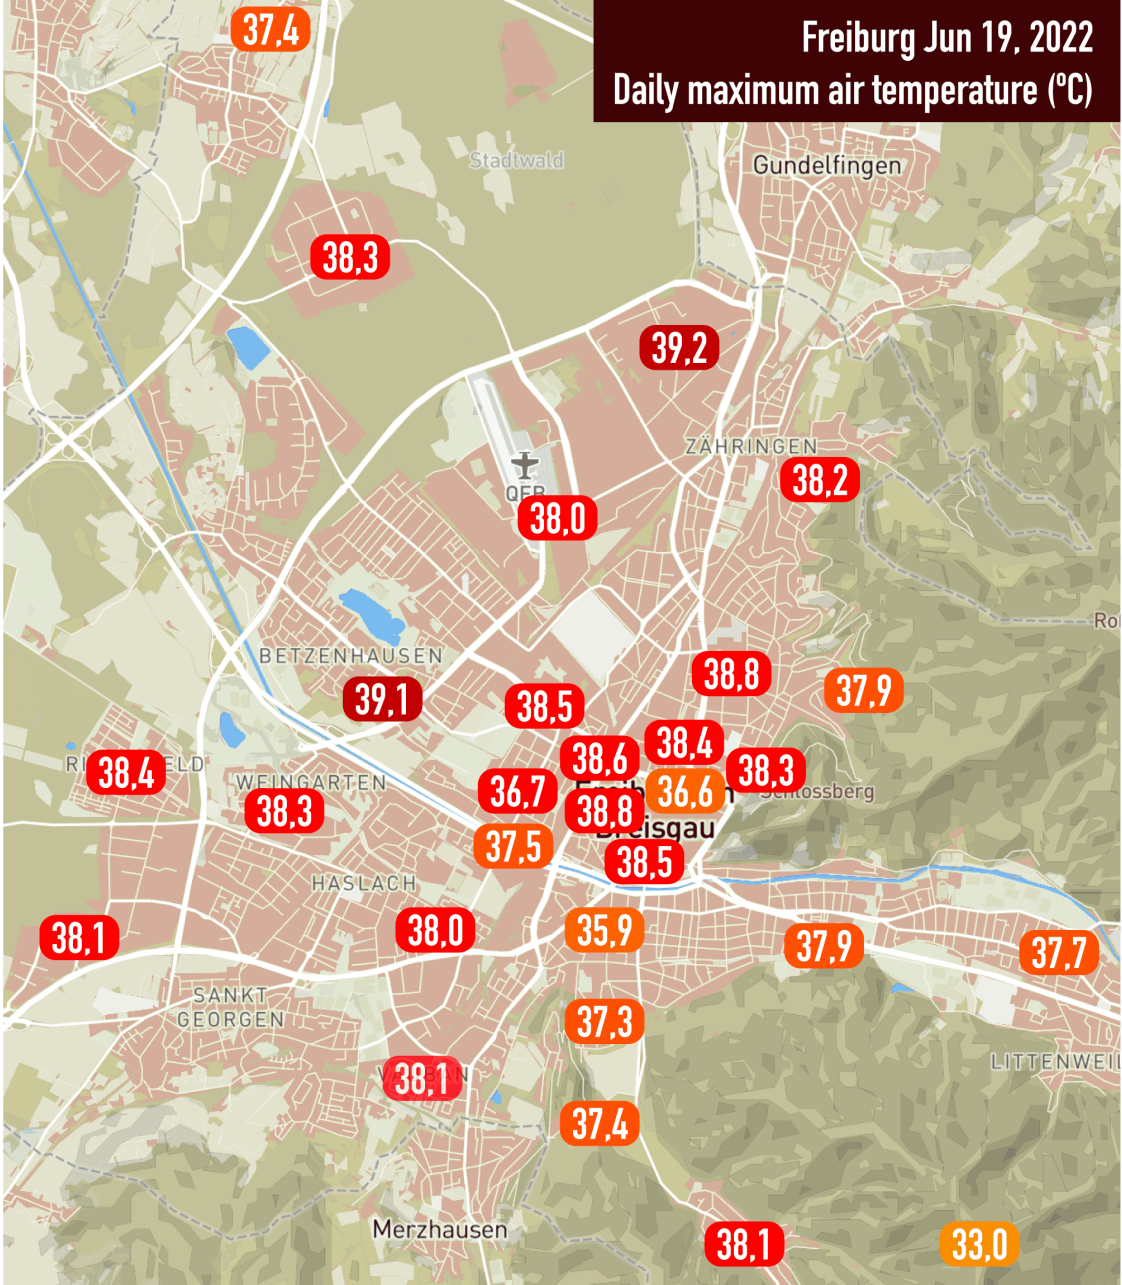 Freiburg Jun 19, 2022
Daily maximum air temperature (°C)
37,4
Stadtwald
Gundelfingen
38,3
39,2
ZÄHRINGEN
38,2
QFB
38,0
BETZENHAUSEN
39,1
38,5
38,8
37,9
38,6
38,4
38,3
38,4
WEINGARTEN
38,3
36,7
36,6
Schlossberg
38,8
Breisgau
37,5
38,5
HASLACH
38,1
38,0
35,9
37,9
37,7
SANKT
GEORGEN
37,3
38,1
LITTENWEIL
37,4
Merzhausen
38,1
33,0